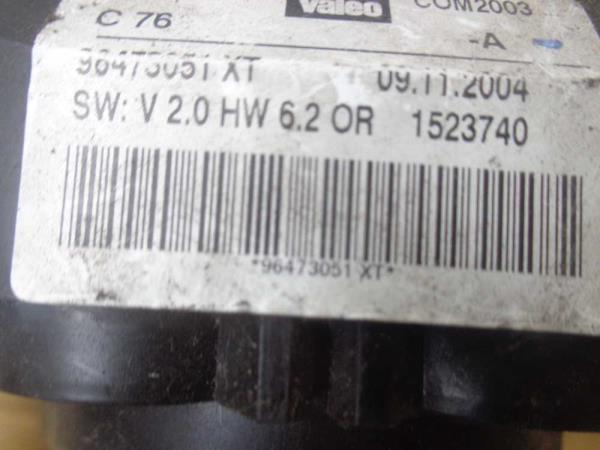 Valeo COM2003
C 76 -A
96473051 XT 09.11.2004
SW: V 2.0 HW 6.2 OR 1523740
*96473051 XT*